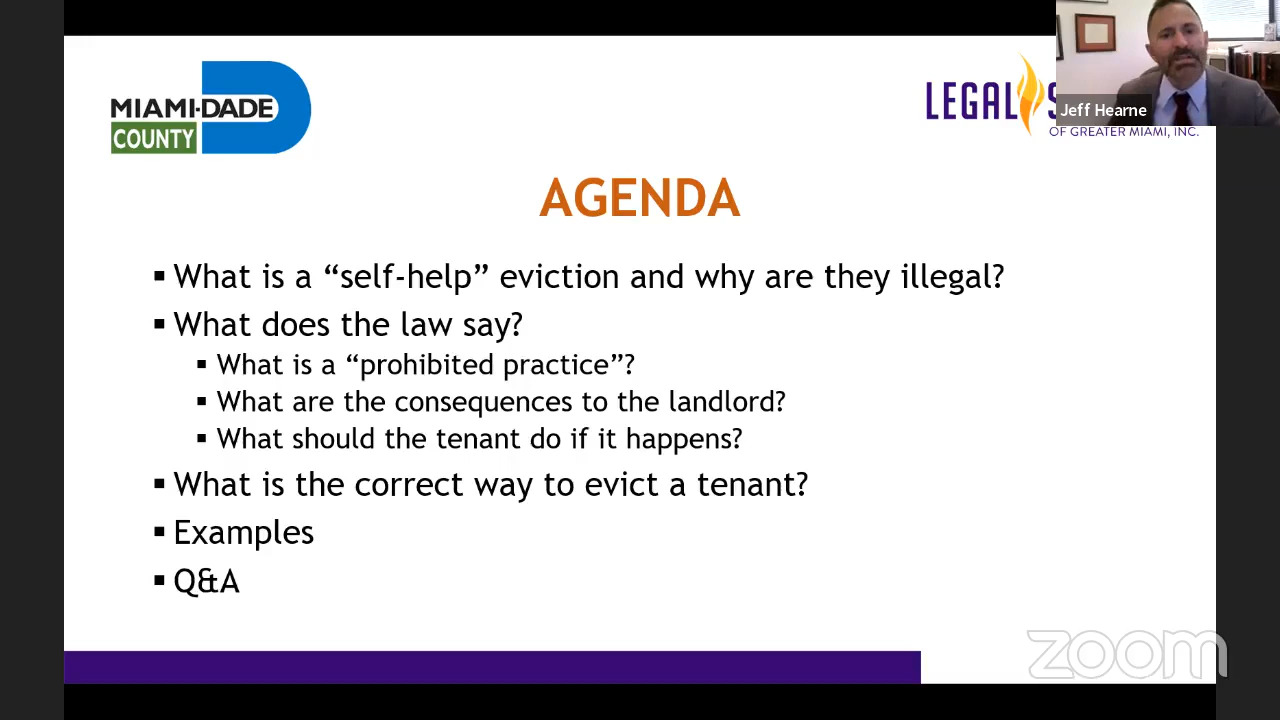 MIAMI-DADE
COUNTY
LEGAL S
Jeff Hearne
OF GREATER MIAMI, INC.
AGENDA
▪ What is a “self-help” eviction and why are they illegal?
▪ What does the law say?
▪ What is a “prohibited practice”?
▪ What are the consequences to the landlord?
▪ What should the tenant do if it happens?
▪ What is the correct way to evict a tenant?
▪ Examples
▪ Q&A
zoom